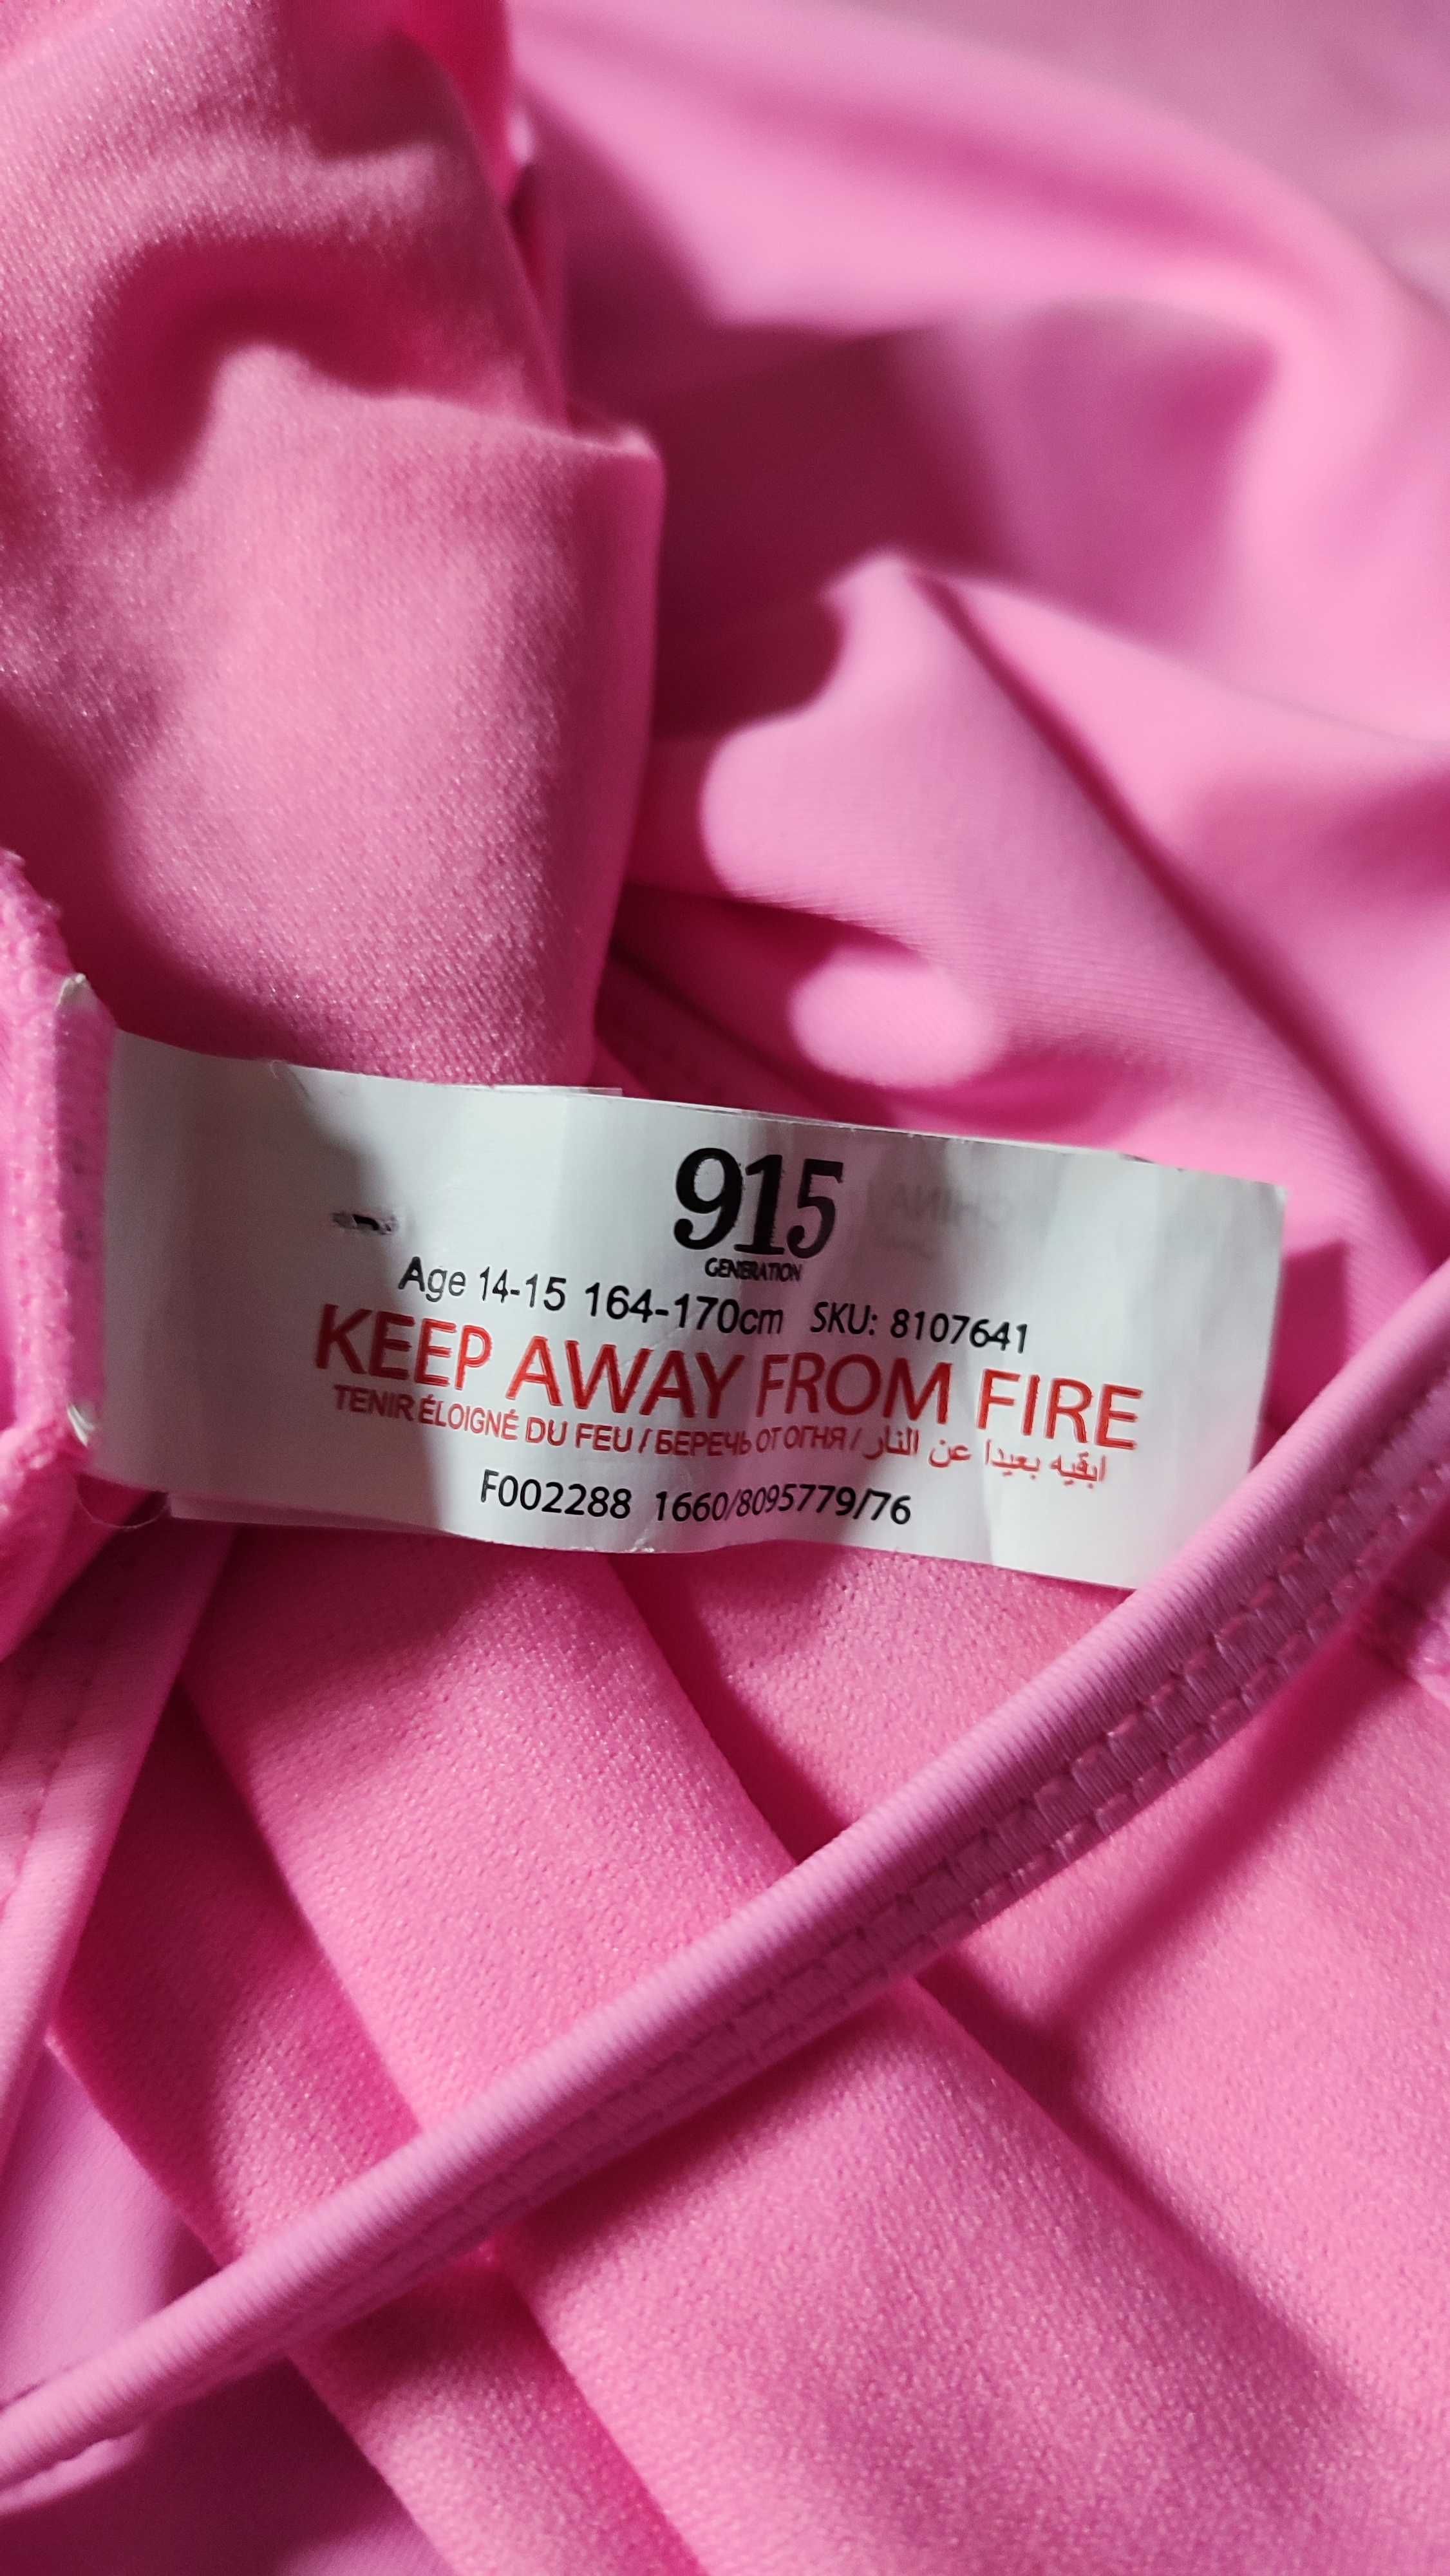 915
GENERATION
Age 14-15 164-170cm SKU: 8107641
KEEP AWAY FROM FIRE
TENIR ÉLOIGNÉ DU FEU / БЕРЕЧЬ ОТ ОГНЯ / ابقيه بعيدا عن النار
F002288 1660/8095779/76